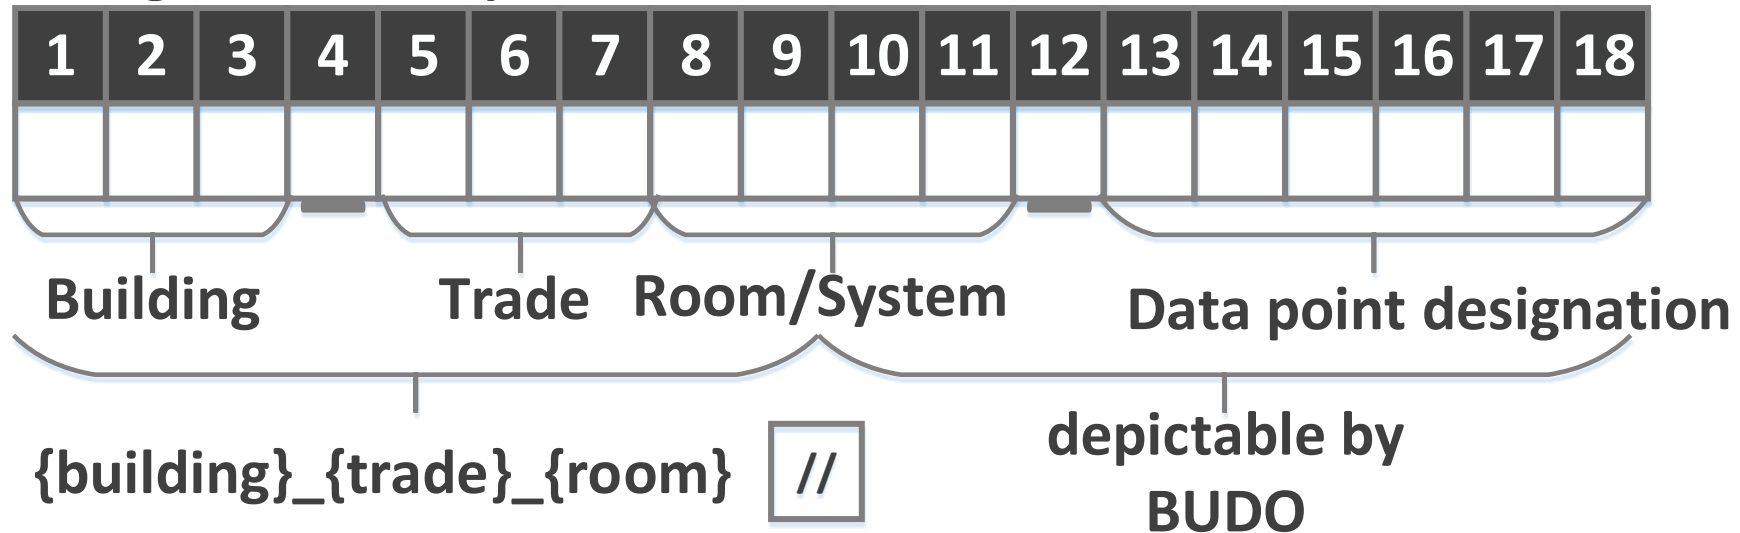 1 2 3 4 5 6 7 8 9 10 11 12 13 14 15 16 17 18
Building Trade Room/System Data point designation
{building}_{trade}_{room} // depictable by
BUDO